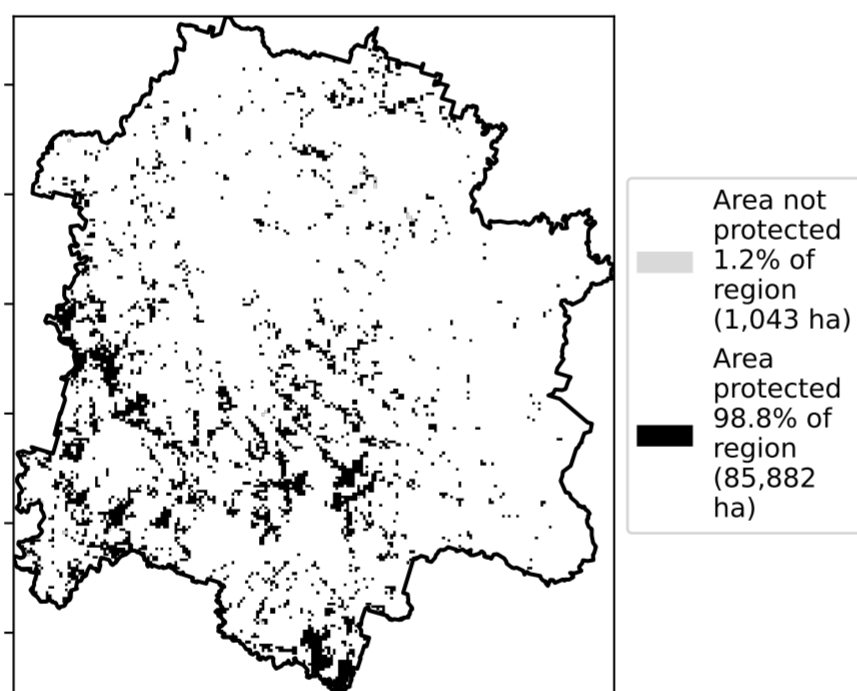 Area not
protected
1.2% of
region
(1,043 ha)
Area
protected
98.8% of
region
(85,882
ha)